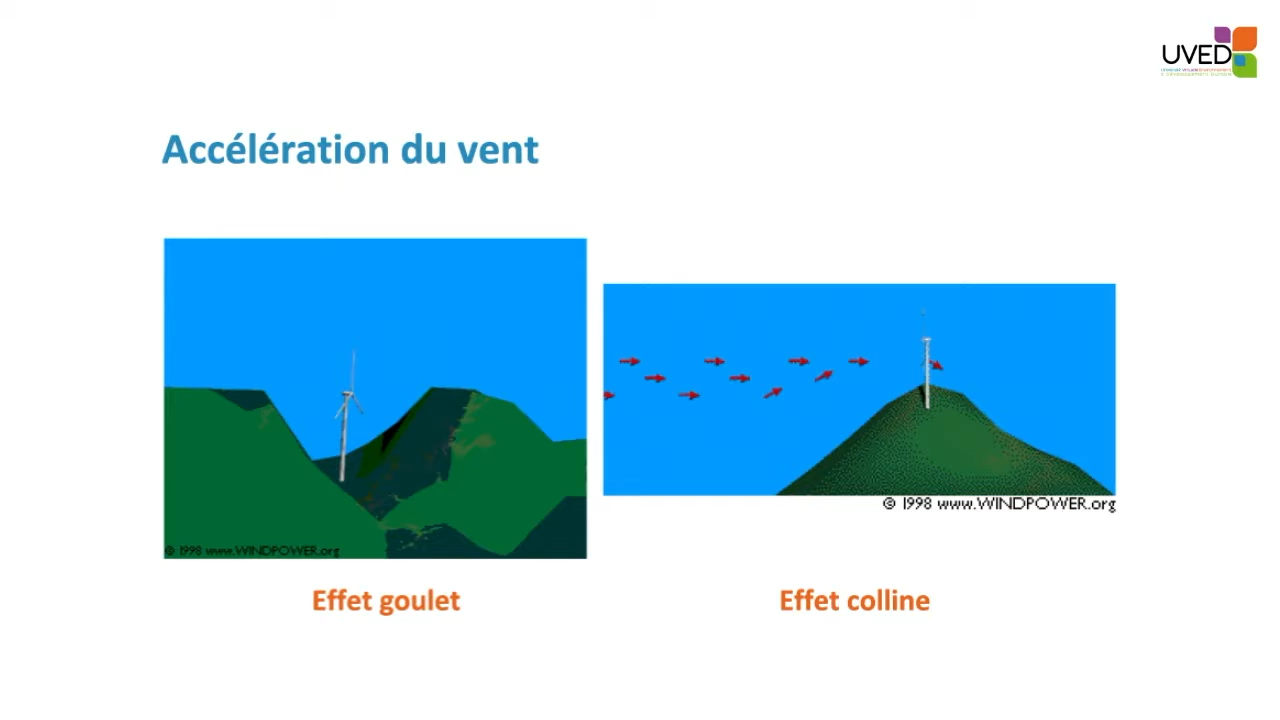 UVED
Accélération du vent
© 1998 www.WINDPOWER.org
© 1998 www.WINDPOWER.org
Effet goulet
Effet colline